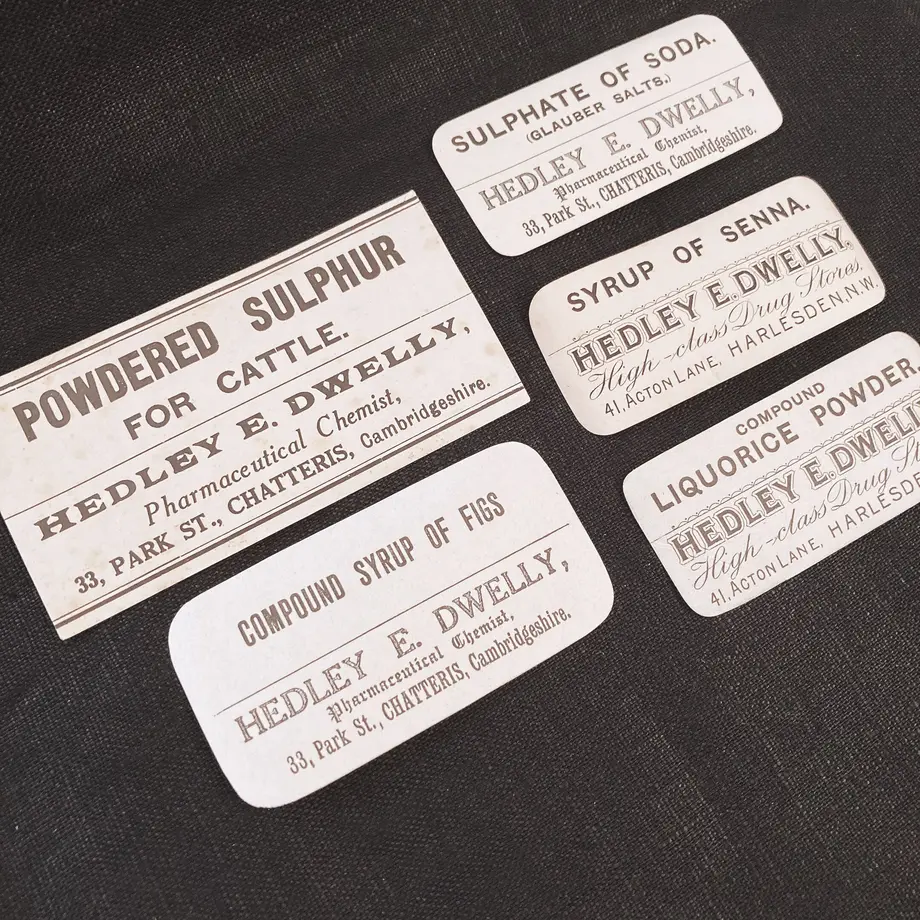 SULPHATE OF SODA.
(GLAUBER SALTS.)
HEDLEY E. DWELLY,
Pharmaceutical Chemist,
33, Park St., CHATTERIS, Cambridgeshire.
POWDERED SULPHUR
FOR CATTLE.
HEDLEY E. DWELLY,
Pharmaceutical Chemist,
33, PARK ST., CHATTERIS, Cambridgeshire.
SYRUP OF SENNA.
HEDLEY E. DWELLY,
High-class Drug Stores.
41, ACTON LANE, HARLESDEN, N.W.
COMPOUND
LIQUORICE POWDER.
HEDLEY E. DWELLY
High-class Drug St
41, ACTON LANE, HARLESDE
COMPOUND SYRUP OF FIGS
HEDLEY E. DWELLY,
Pharmaceutical Chemist,
33, Park St., CHATTERIS, Cambridgeshire.